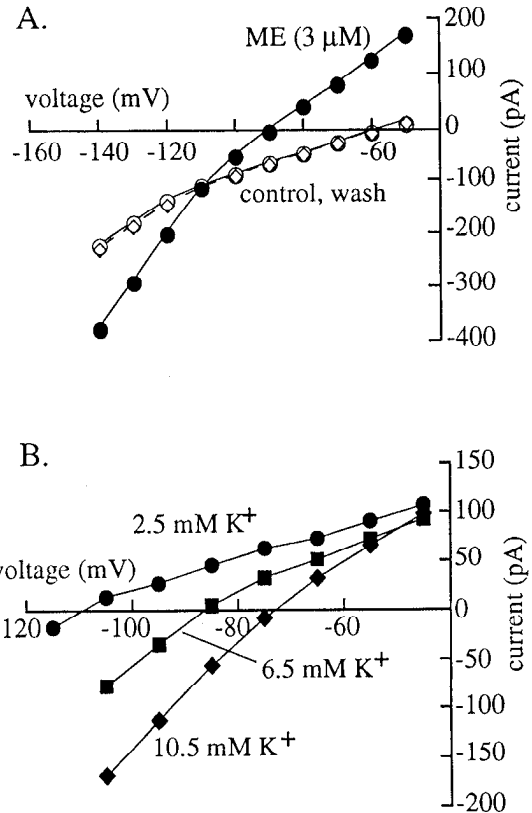 A.
200
ME (3 µM)
100
voltage (mV)
0
-160 -140 -120 -60
-100
control, wash
-200
-300
-400
current (pA)
B.
150
2.5 mM K+
100
voltage (mV)
50
120 -100 -80 -60
0
6.5 mM K+
-50
-100
10.5 mM K+
-150
-200
current (pA)